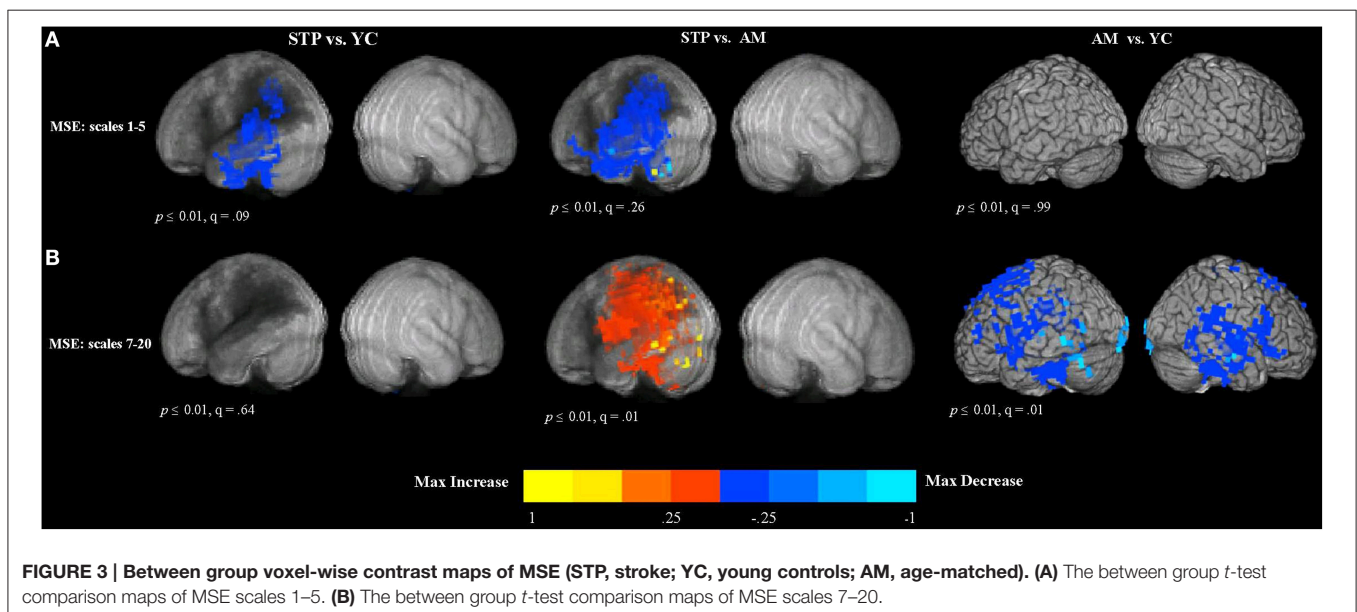 A
STP vs. YC
STP vs. AM
AM vs. YC
MSE: scales 1-5
p ≤ 0.01, q = .09
p ≤ 0.01, q = .26
p ≤ 0.01, q = .99
B
MSE: scales 7-20
p ≤ 0.01, q = .64
p ≤ 0.01, q = .01
p ≤ 0.01, q = .01
Max Increase
Max Decrease
1 .25 -.25 -1
FIGURE 3 | Between group voxel-wise contrast maps of MSE (STP, stroke; YC, young controls; AM, age-matched). (A) The between group t-test
comparison maps of MSE scales 1–5. (B) The between group t-test comparison maps of MSE scales 7–20.